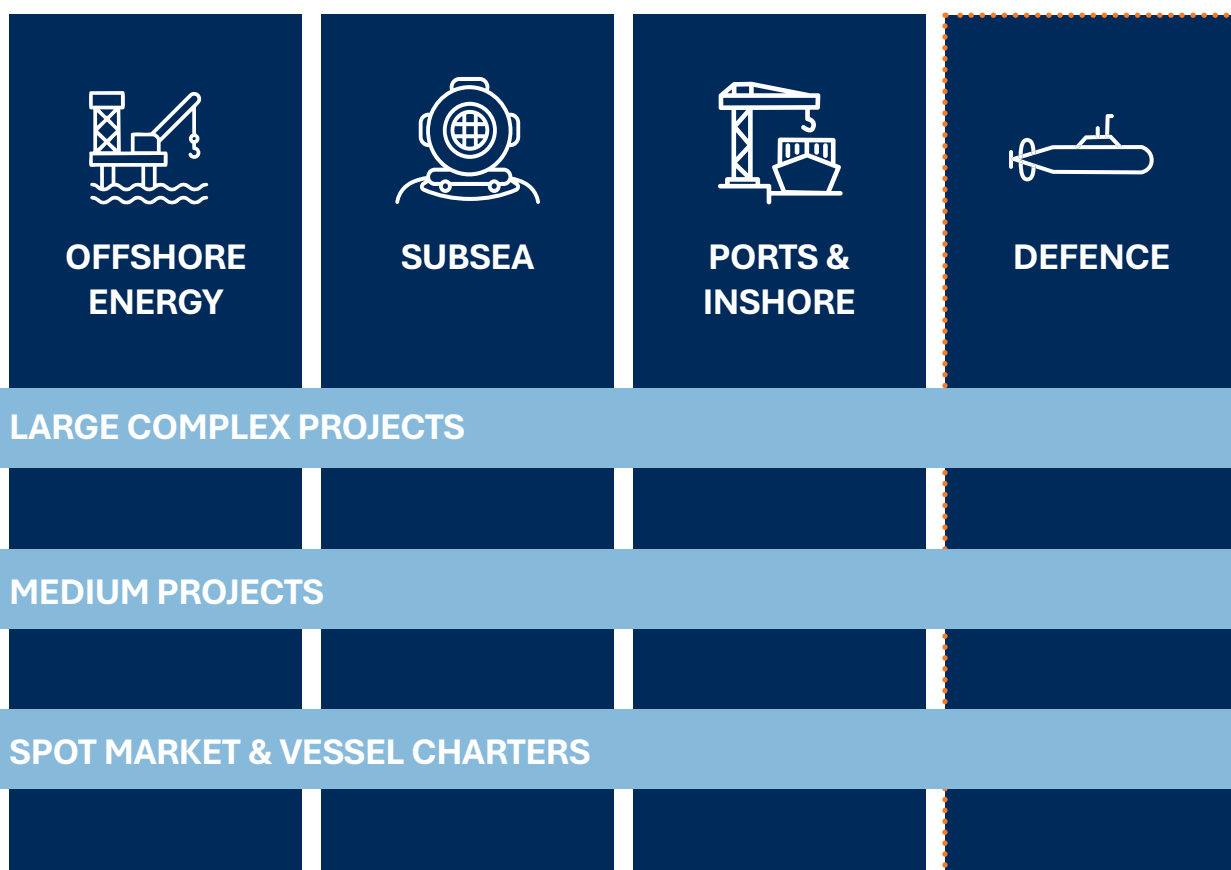 OFFSHORE
ENERGY
SUBSEA
PORTS &
INSHORE
DEFENCE
LARGE COMPLEX PROJECTS
MEDIUM PROJECTS
SPOT MARKET & VESSEL CHARTERS